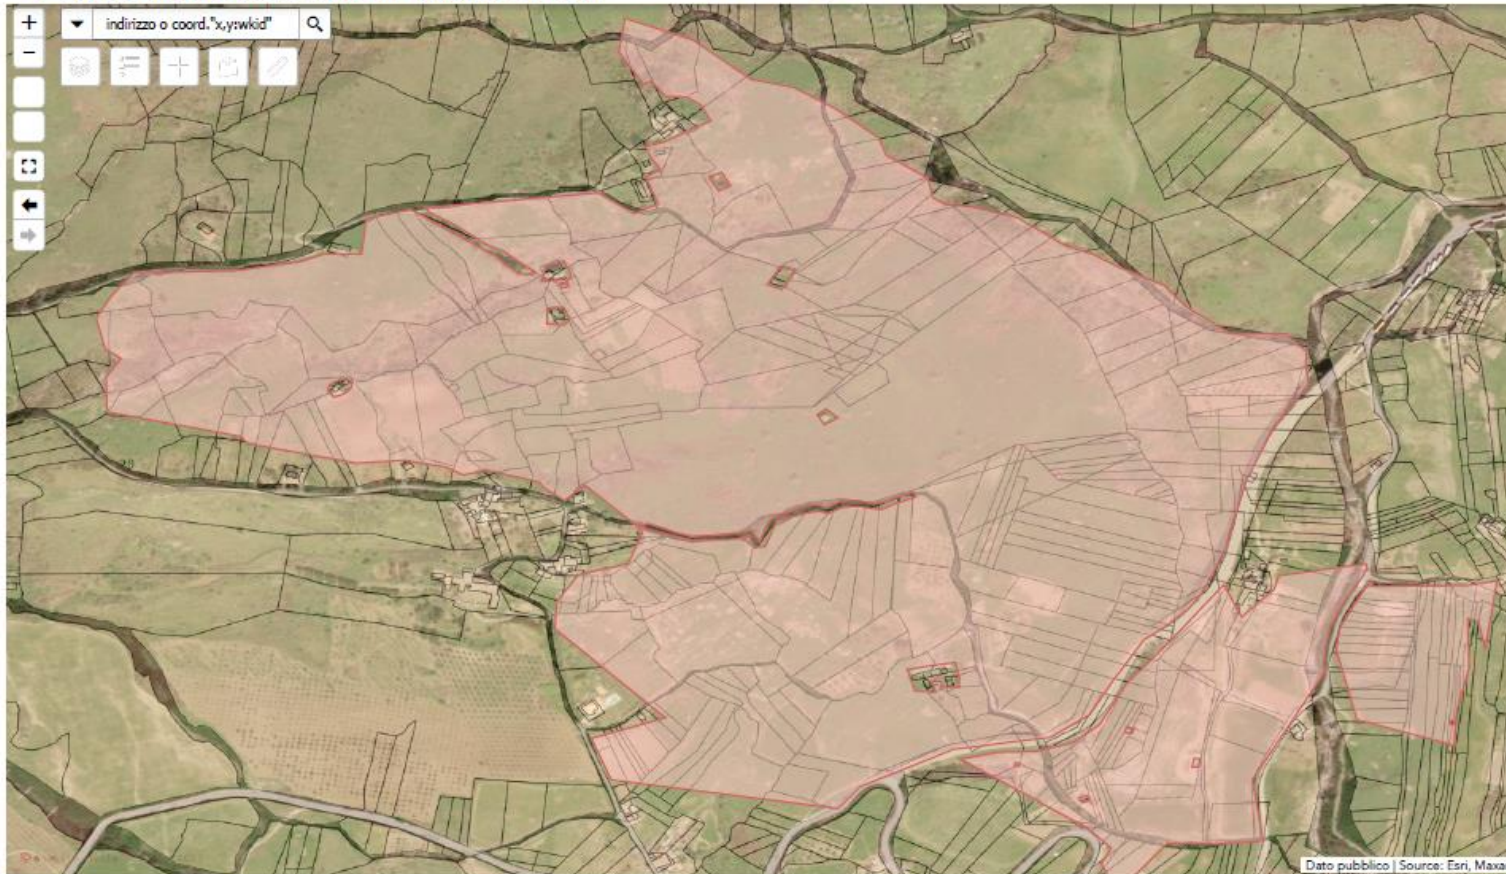 +
indirizzo o coord."x,y:wkid"
−
Dato pubblico | Source: Esri, Maxa